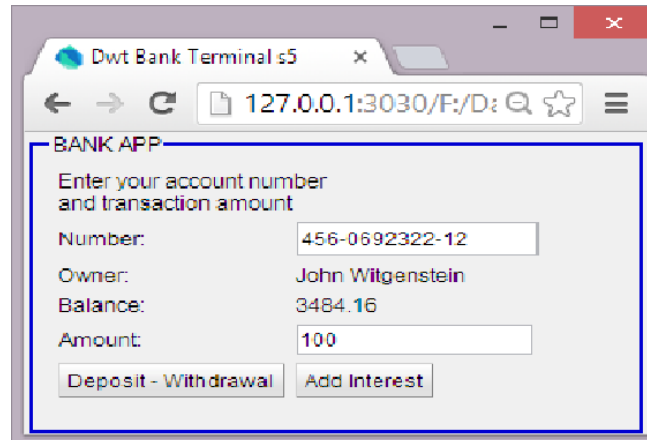 Dwt Bank Terminal s5
127.0.0.1:3030/F:/Da
BANK APP
Enter your account number
and transaction amount
Number: 456-0692322-12
Owner: John Witgenstein
Balance: 3484.16
Amount: 100
Deposit - Withdrawal Add Interest